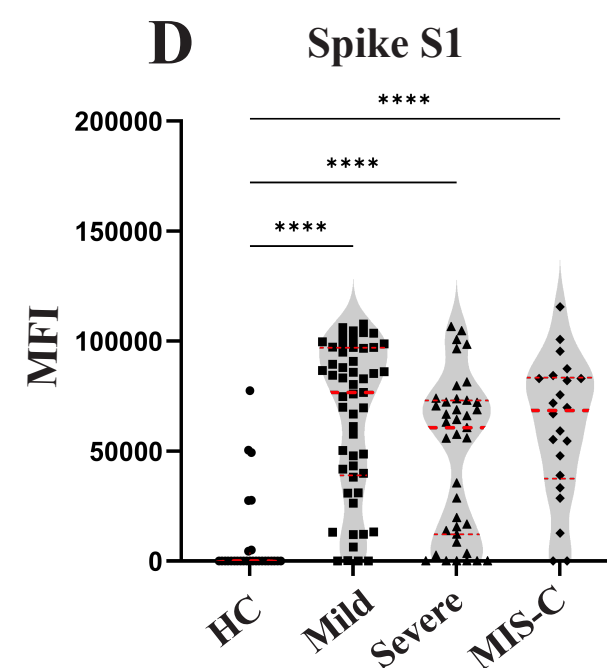 D
Spike S1
****
****
****
200000
150000
100000
50000
0
MFI
HC
Mild
Severe
MIS-C